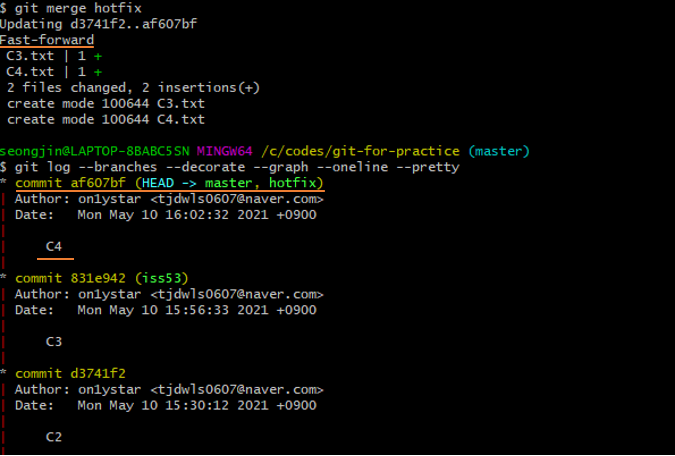 $ git merge hotfix
Updating d3741f2..af607bf
Fast-forward
 C3.txt | 1 +
 C4.txt | 1 +
 2 files changed, 2 insertions(+)
 create mode 100644 C3.txt
 create mode 100644 C4.txt

seongjin@LAPTOP-8BABC5SN MINGW64 /c/codes/git-for-practice (master)
$ git log --branches --decorate --graph --oneline --pretty
* commit af607bf (HEAD -> master, hotfix)
| Author: on1ystar <tjdwls0607@naver.com>
| Date:   Mon May 10 16:02:32 2021 +0900
|
|     C4
|
* commit 831e942 (iss53)
| Author: on1ystar <tjdwls0607@naver.com>
| Date:   Mon May 10 15:56:33 2021 +0900
|
|     C3
|
* commit d3741f2
| Author: on1ystar <tjdwls0607@naver.com>
| Date:   Mon May 10 15:30:12 2021 +0900
|
|     C2
|